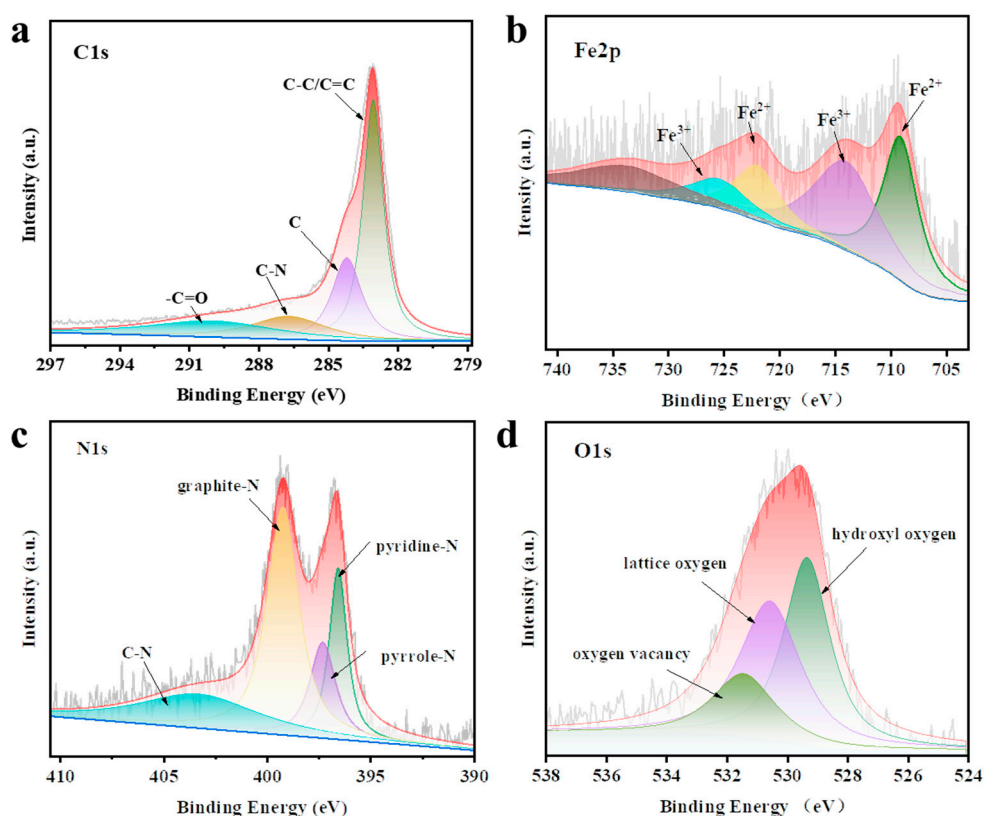 a
C1s
C-C/C=C
C
C-N
-C=O
Intensity (a.u.)
297 294 291 288 285 282 279
Binding Energy (eV)
b
Fe2p
Fe2+
Fe3+
Fe2+
Fe3+
Itensity (a.u.)
740 735 730 725 720 715 710 705
Binding Energy（eV）
c
N1s
graphite-N
pyridine-N
pyrrole-N
C-N
Intensity (a.u.)
410 405 400 395 390
Binding Energy (eV)
d
O1s
hydroxyl oxygen
lattice oxygen
oxygen vacancy
Intensity (a.u.)
538 536 534 532 530 528 526 524
Binding Energy （eV）